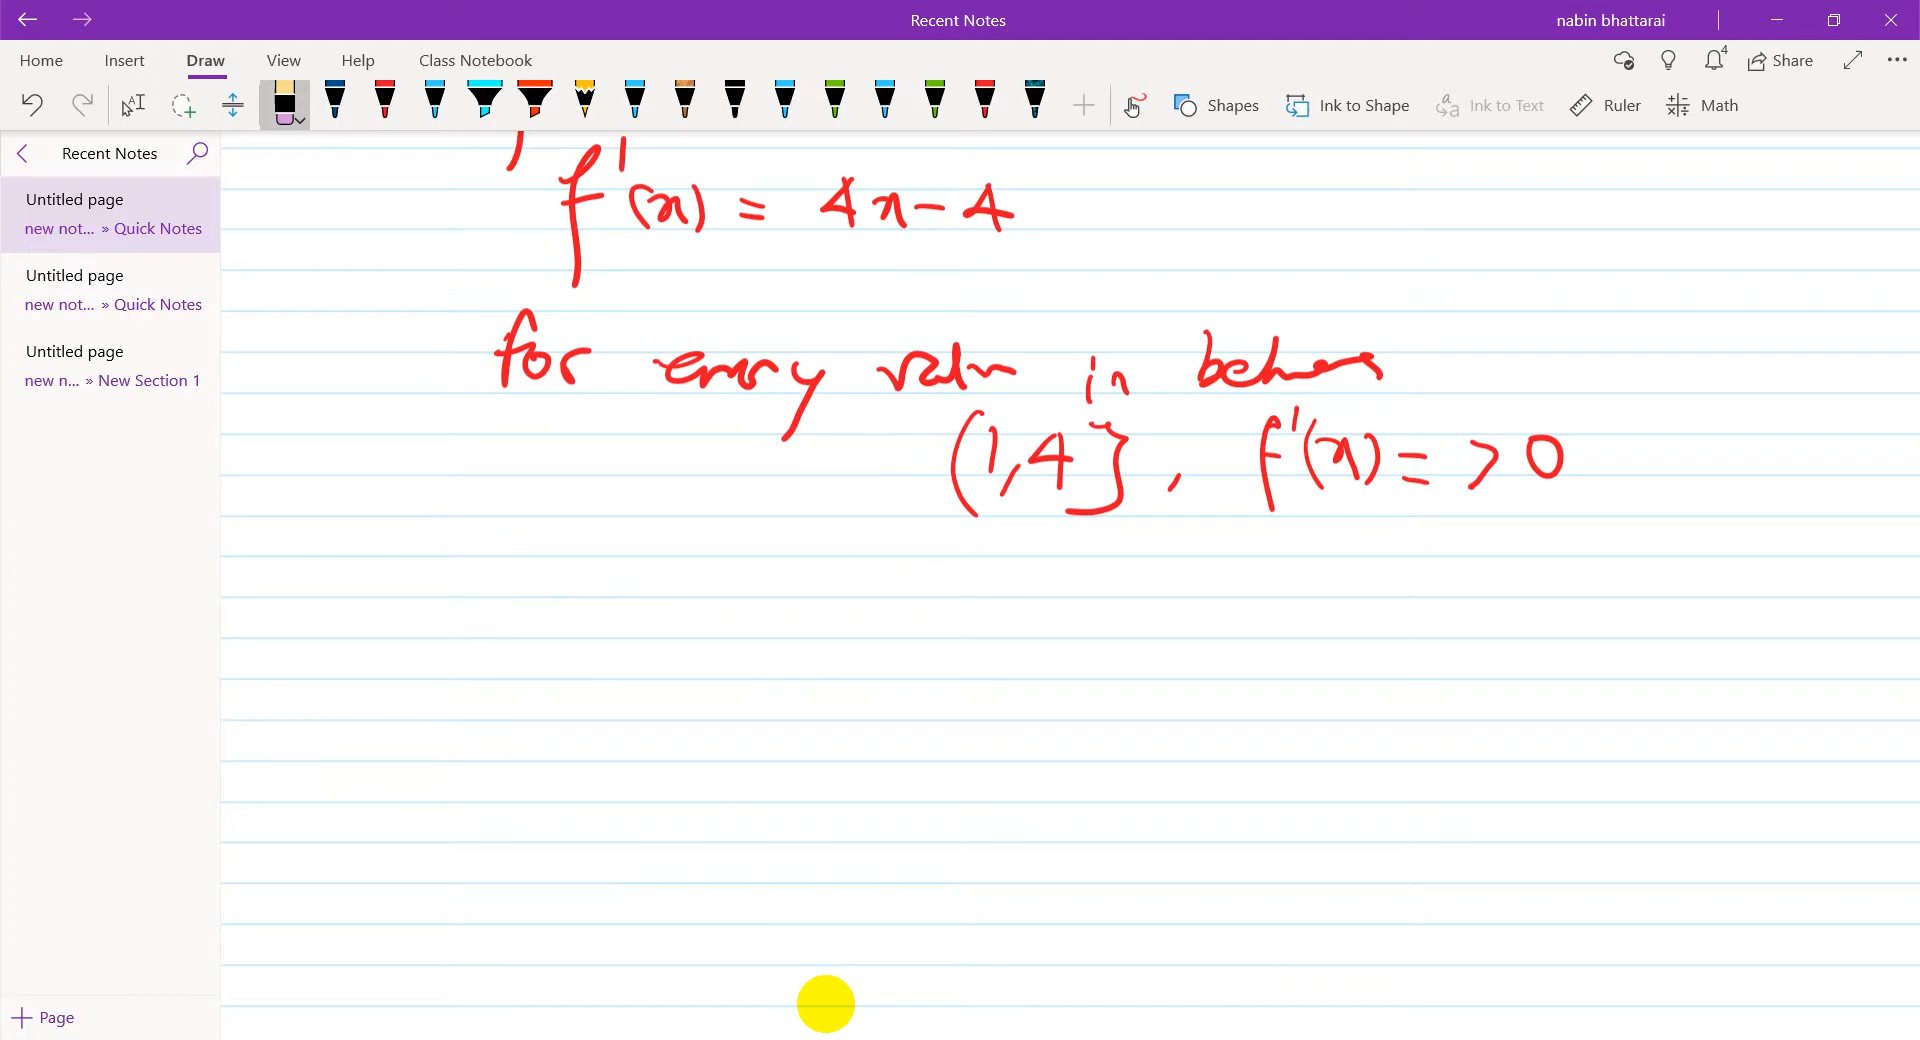 Recent Notes
nabin bhattarai
Home Insert Draw View Help Class Notebook
4
Share
Shapes Ink to Shape Ink to Text Ruler Math
Recent Notes
Untitled page
new not... » Quick Notes
Untitled page
new not... » Quick Notes
Untitled page
new n... » New Section 1
Page
f'(x) = 4x-4
for every value in between
(1,4], f'(x) = > 0